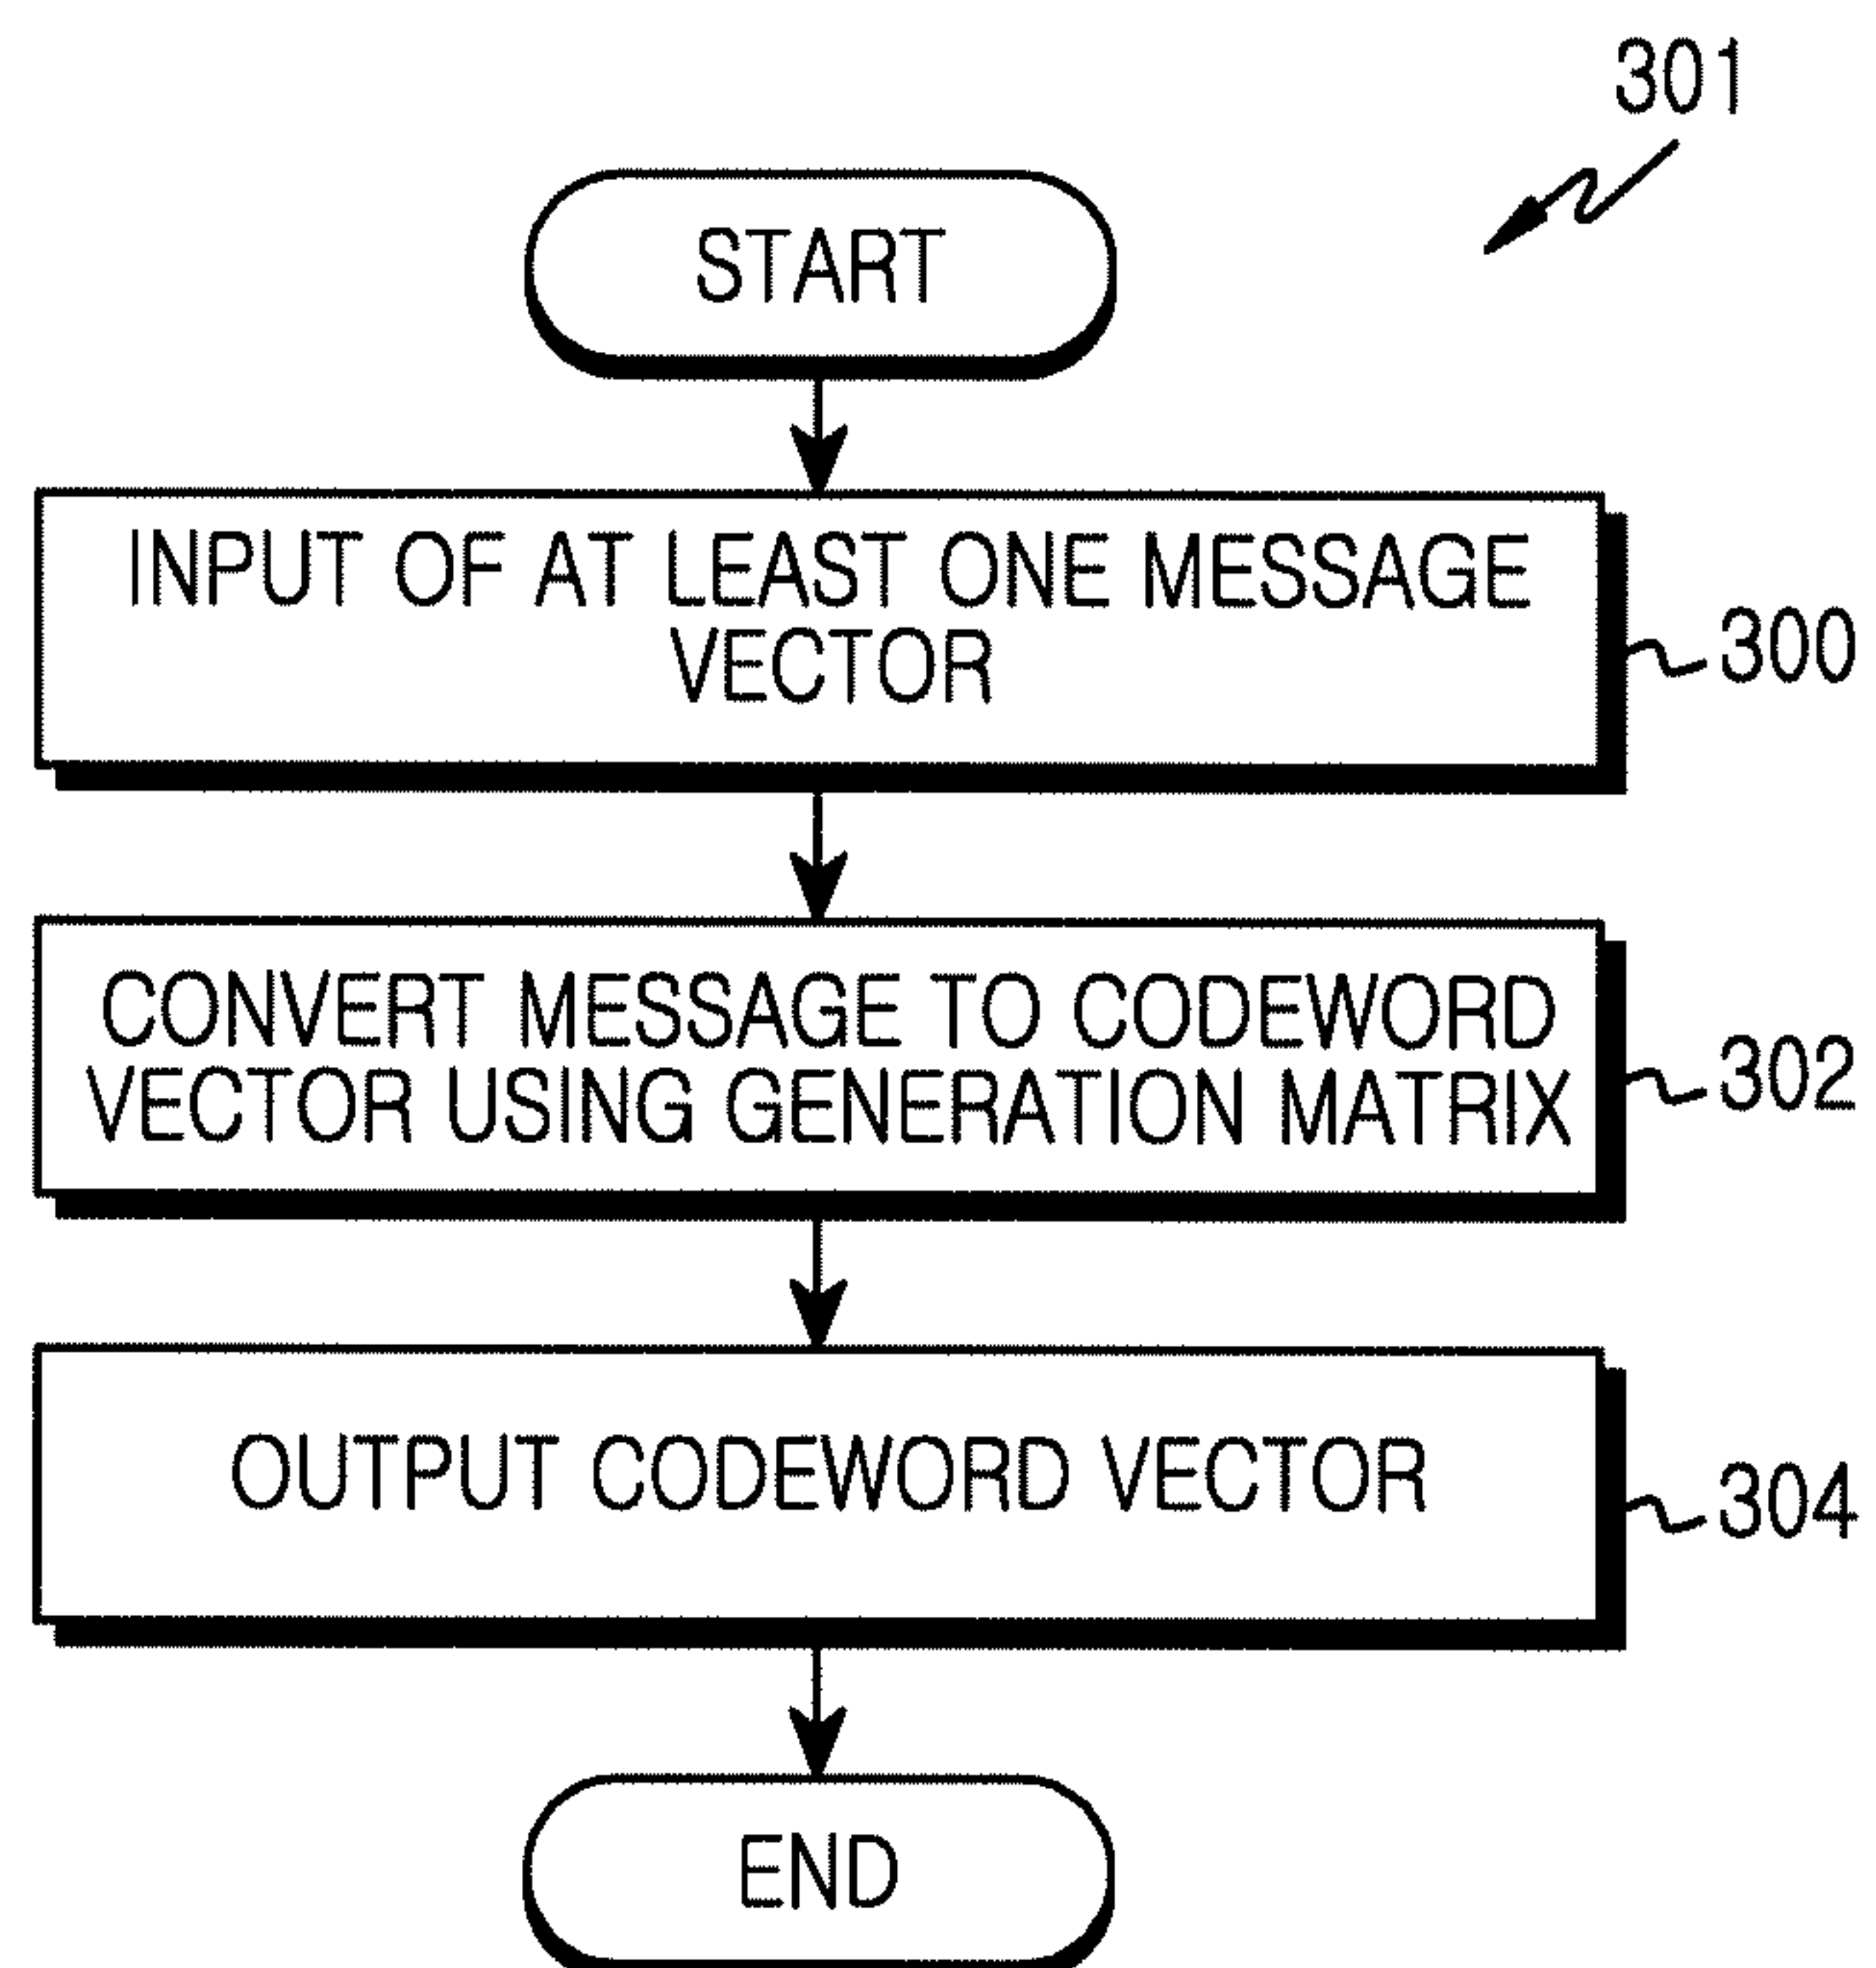 301
START
INPUT OF AT LEAST ONE MESSAGE
VECTOR
300
CONVERT MESSAGE TO CODEWORD
VECTOR USING GENERATION MATRIX
302
OUTPUT CODEWORD VECTOR
304
END